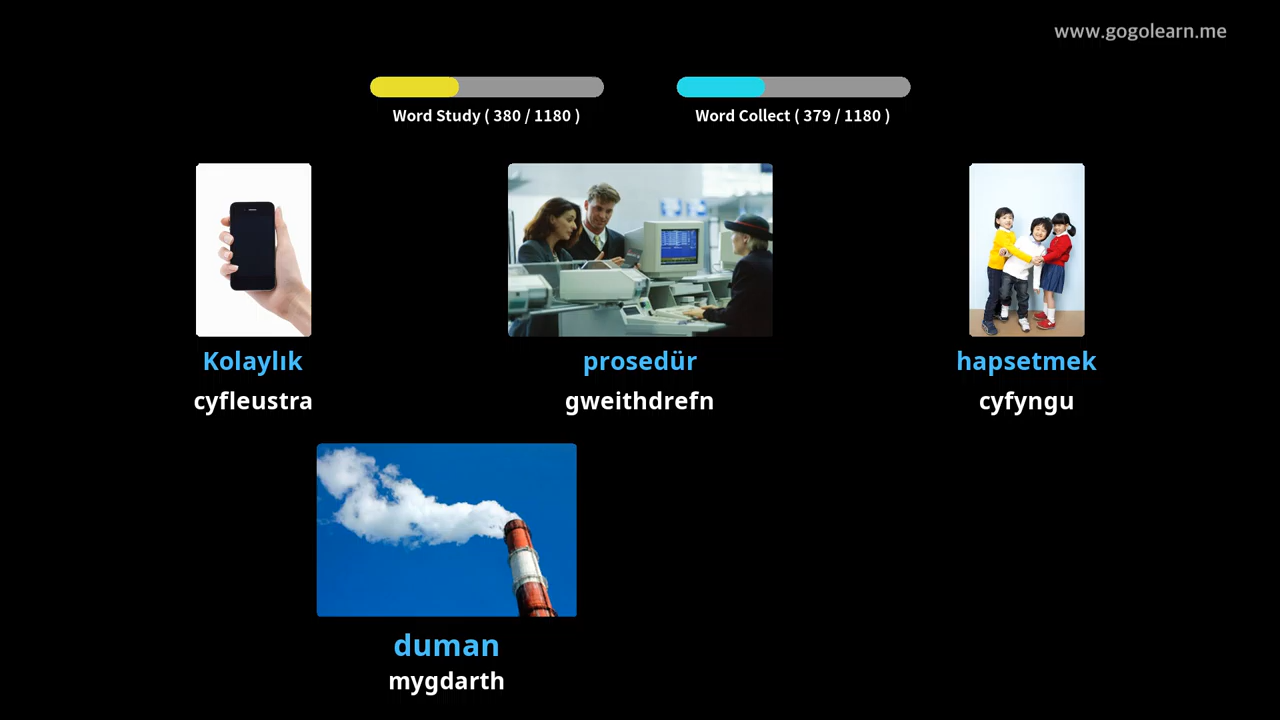 www.gogolearn.me
Word Study ( 380 / 1180 )
Word Collect ( 379 / 1180 )
Kolaylık
prosedür
hapsetmek
cyfleustra
gweithdrefn
cyfyngu
duman
mygdarth